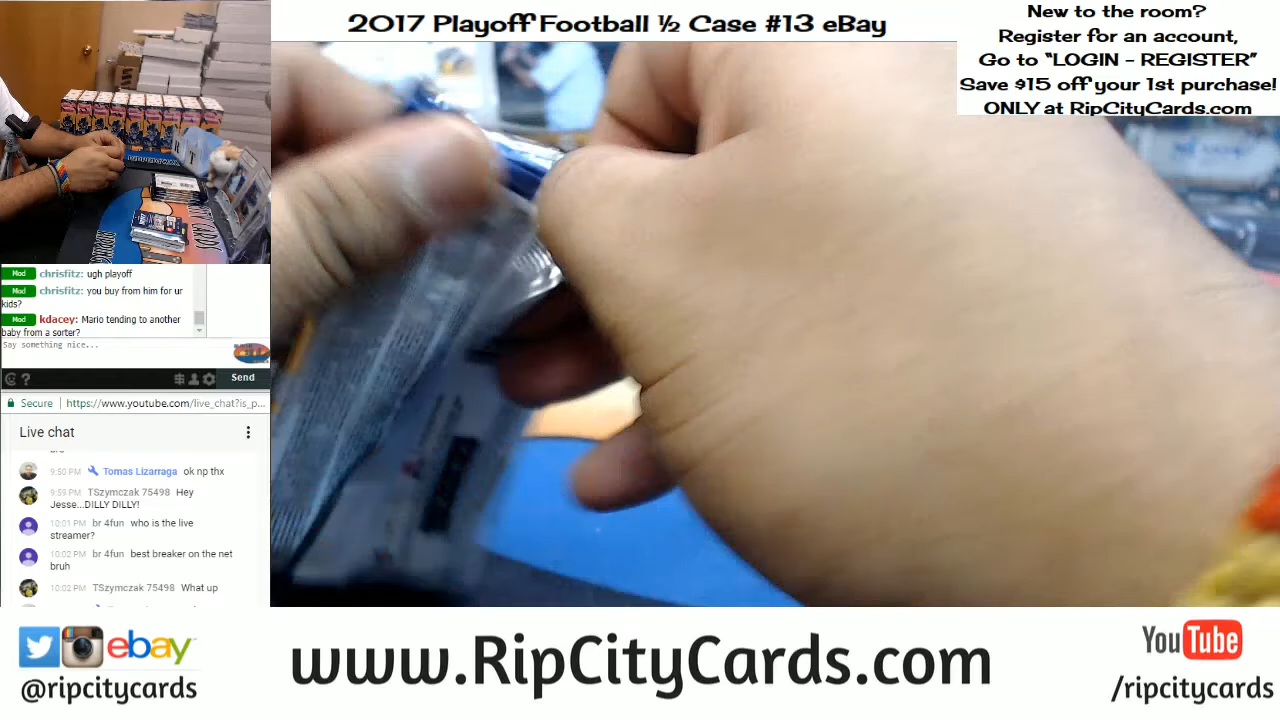 2017 Playoff Football ½ Case #13 eBay
New to the room?
Register for an account,
Go to “LOGIN - REGISTER”
Save $15 off your 1st purchase!
ONLY at RipCityCards.com
Mod chrisfitz: ugh playoff
Mod chrisfitz: you buy from him for ur
kids?
Mod kdacey: Mario tending to another
baby from a sorter?
Say something nice...
Send
Secure https://www.youtube.com/live_chat?is_p...
Live chat
9:50 PM Tomas Lizarraga ok np thx
9:59 PM TSzymczak 75498 Hey
Jesse...DILLY DILLY!
10:01 PM br 4fun who is the live
streamer?
10:02 PM br 4fun best breaker on the net
bruh
10:02 PM TSzymczak 75498 What up
ebay
@ripcitycards
www.RipCityCards.com
YouTube
/ripcitycards